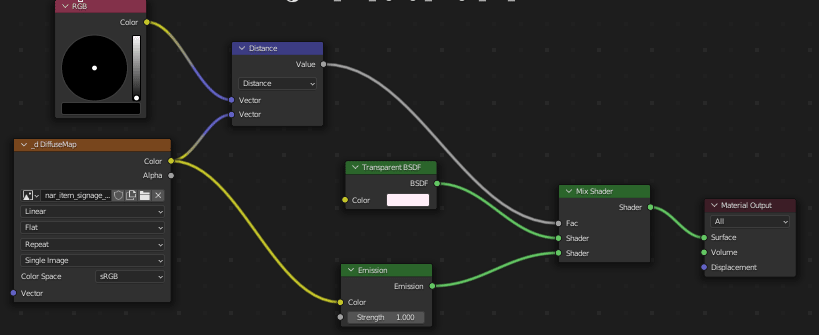 RGB
Color
Distance
Value
Distance
Vector
Vector
_d DiffuseMap
Color
Alpha
nar_item_signage_...
Linear
Flat
Repeat
Single Image
Color Space
sRGB
Vector
Transparent BSDF
BSDF
Color
Emission
Emission
Color
Strength 1.000
Mix Shader
Shader
Fac
Shader
Shader
Material Output
All
Surface
Volume
Displacement